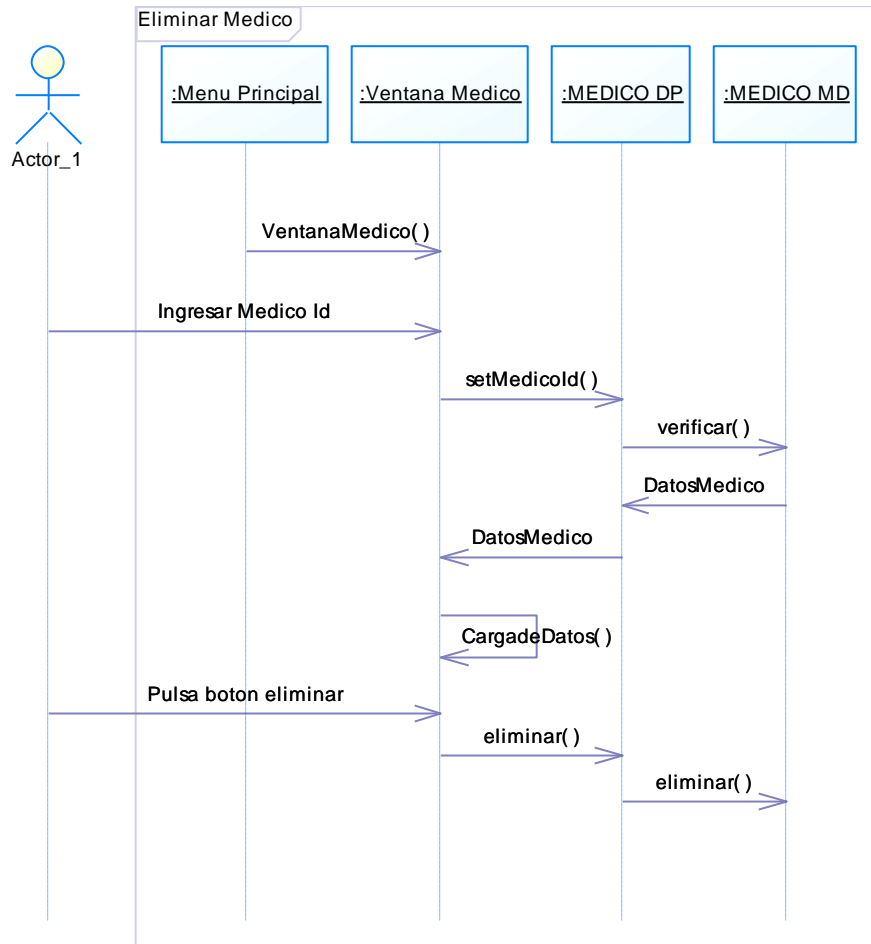 Eliminar Medico
:Menu Principal
:Ventana Medico
:MEDICO DP
:MEDICO MD
Actor_1
VentanaMedico( )
Ingresar Medico Id
setMedicoId( )
verificar( )
DatosMedico
DatosMedico
CargadeDatos( )
Pulsa boton eliminar
eliminar( )
eliminar( )